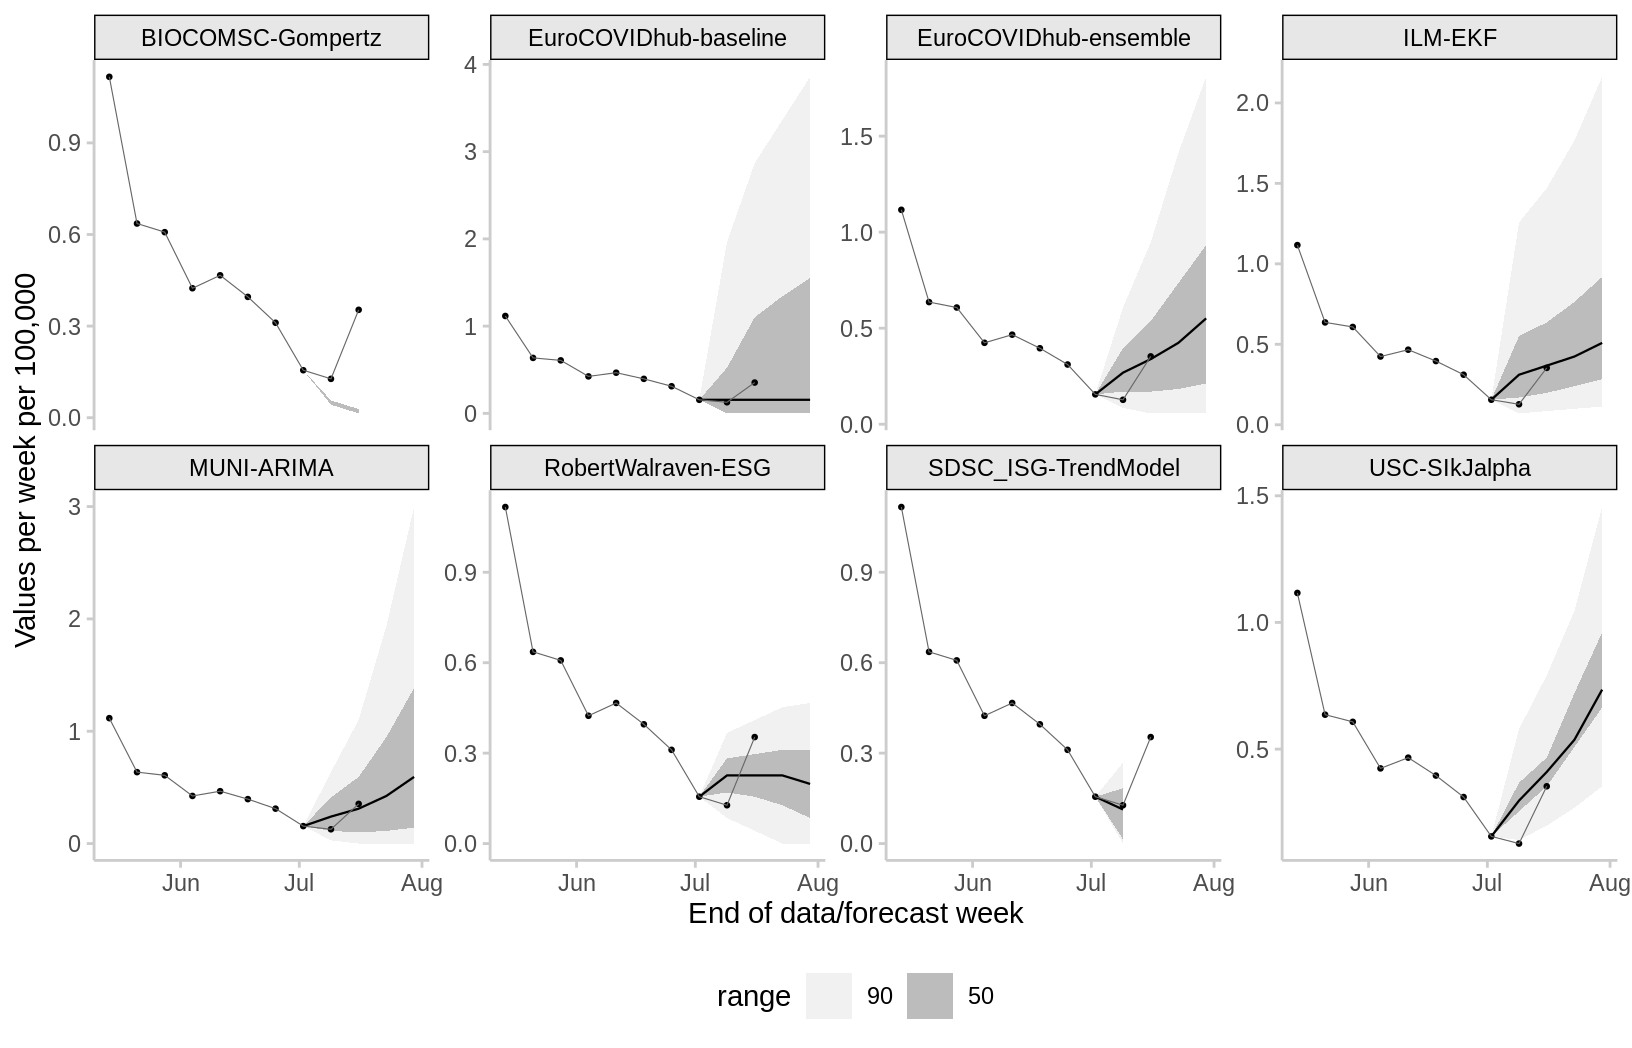 BIOCOMSC-Gompertz
EuroCOVIDhub-baseline
EuroCOVIDhub-ensemble
ILM-EKF
0.9
0.6
0.3
0.0
4
3
2
1
0
1.5
1.0
0.5
0.0
2.0
1.5
1.0
0.5
0.0
Values per week per 100,000
MUNI-ARIMA
RobertWalraven-ESG
SDSC_ISG-TrendModel
USC-SIkJalpha
3
2
1
0
0.9
0.6
0.3
0.0
0.9
0.6
0.3
0.0
1.5
1.0
0.5
Jun Jul Aug
Jun Jul Aug
Jun Jul Aug
Jun Jul Aug
End of data/forecast week
range 90 50